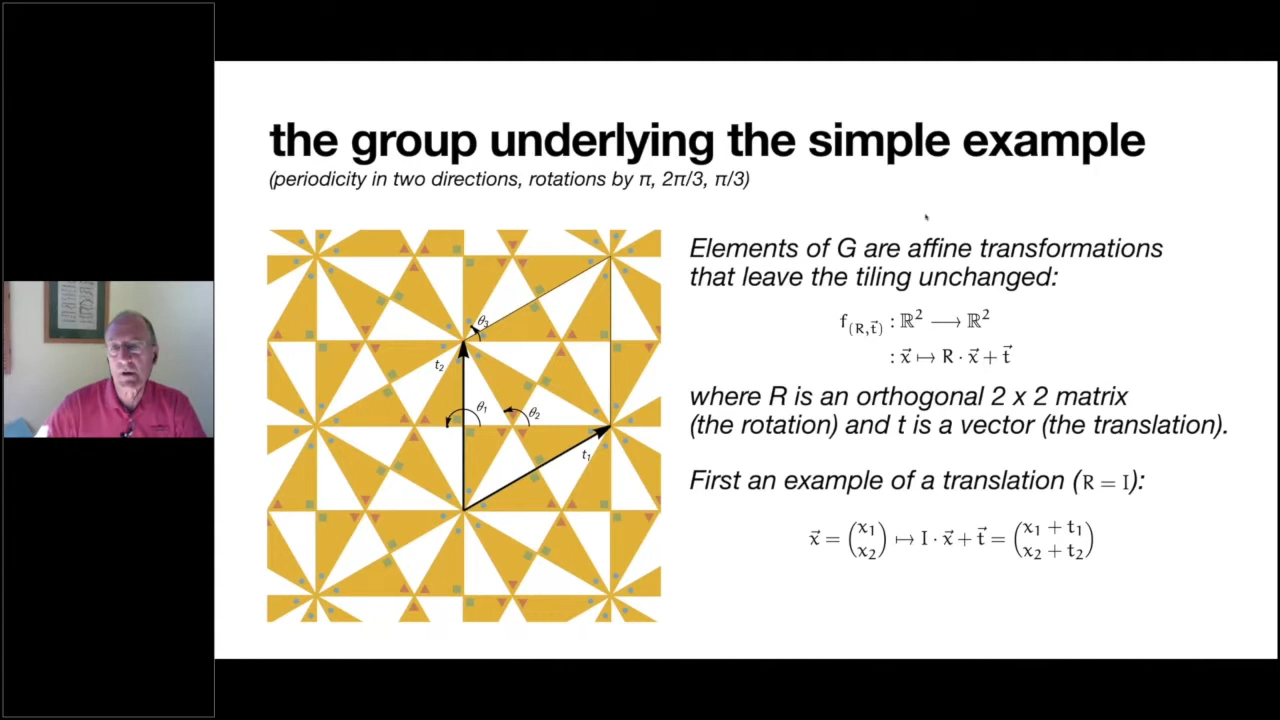 the group underlying the simple example
(periodicity in two directions, rotations by π, 2π/3, π/3)
θ₃
t₂
θ₁
θ₂
t₁
Elements of G are affine transformations
that leave the tiling unchanged:
f₍R,t⃗₎ : ℝ² ⟶ ℝ²
: x⃗ ↦ R · x⃗ + t⃗
where R is an orthogonal 2 x 2 matrix
(the rotation) and t is a vector (the translation).
First an example of a translation (R = I):
x⃗ = (x₁ x₂) ↦ I · x⃗ + t⃗ = (x₁ + t₁ x₂ + t₂)